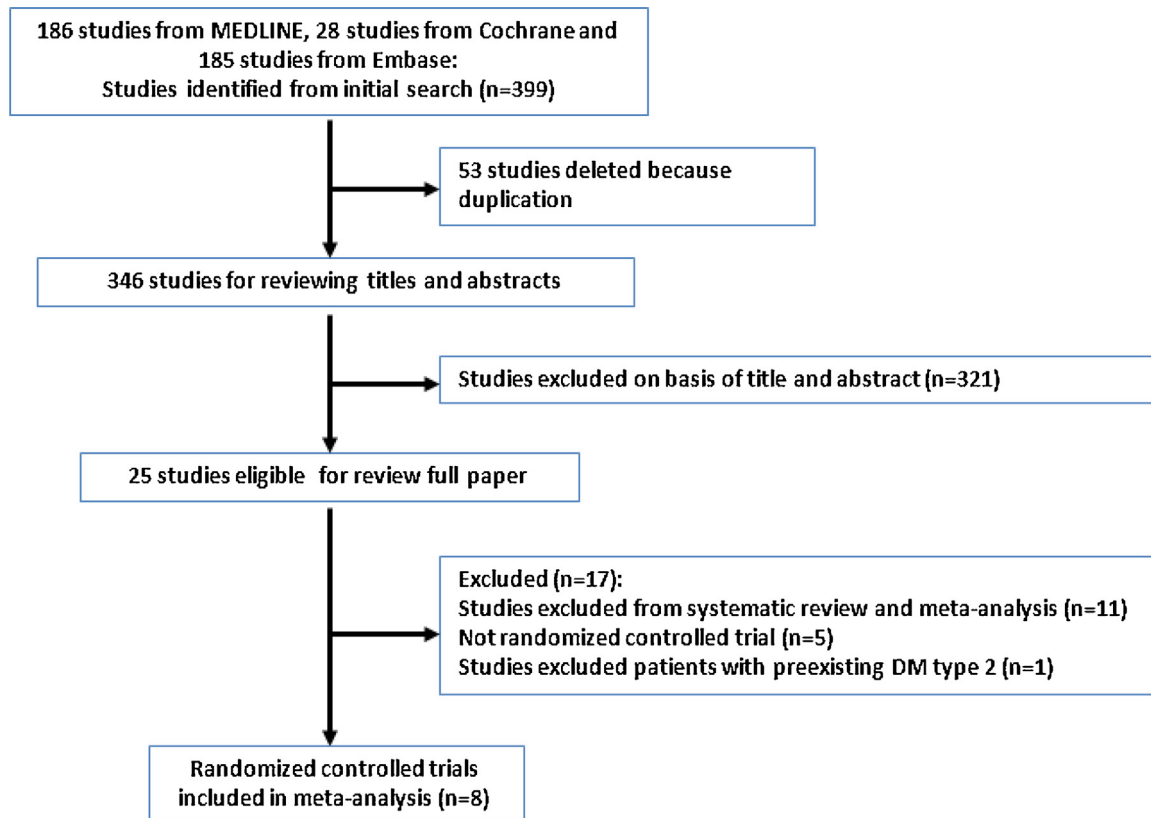 186 studies from MEDLINE, 28 studies from Cochrane and
185 studies from Embase:
Studies identified from initial search (n=399)
53 studies deleted because
duplication
346 studies for reviewing titles and abstracts
Studies excluded on basis of title and abstract (n=321)
25 studies eligible for review full paper
Excluded (n=17):
Studies excluded from systematic review and meta-analysis (n=11)
Not randomized controlled trial (n=5)
Studies excluded patients with preexisting DM type 2 (n=1)
Randomized controlled trials
included in meta-analysis (n=8)